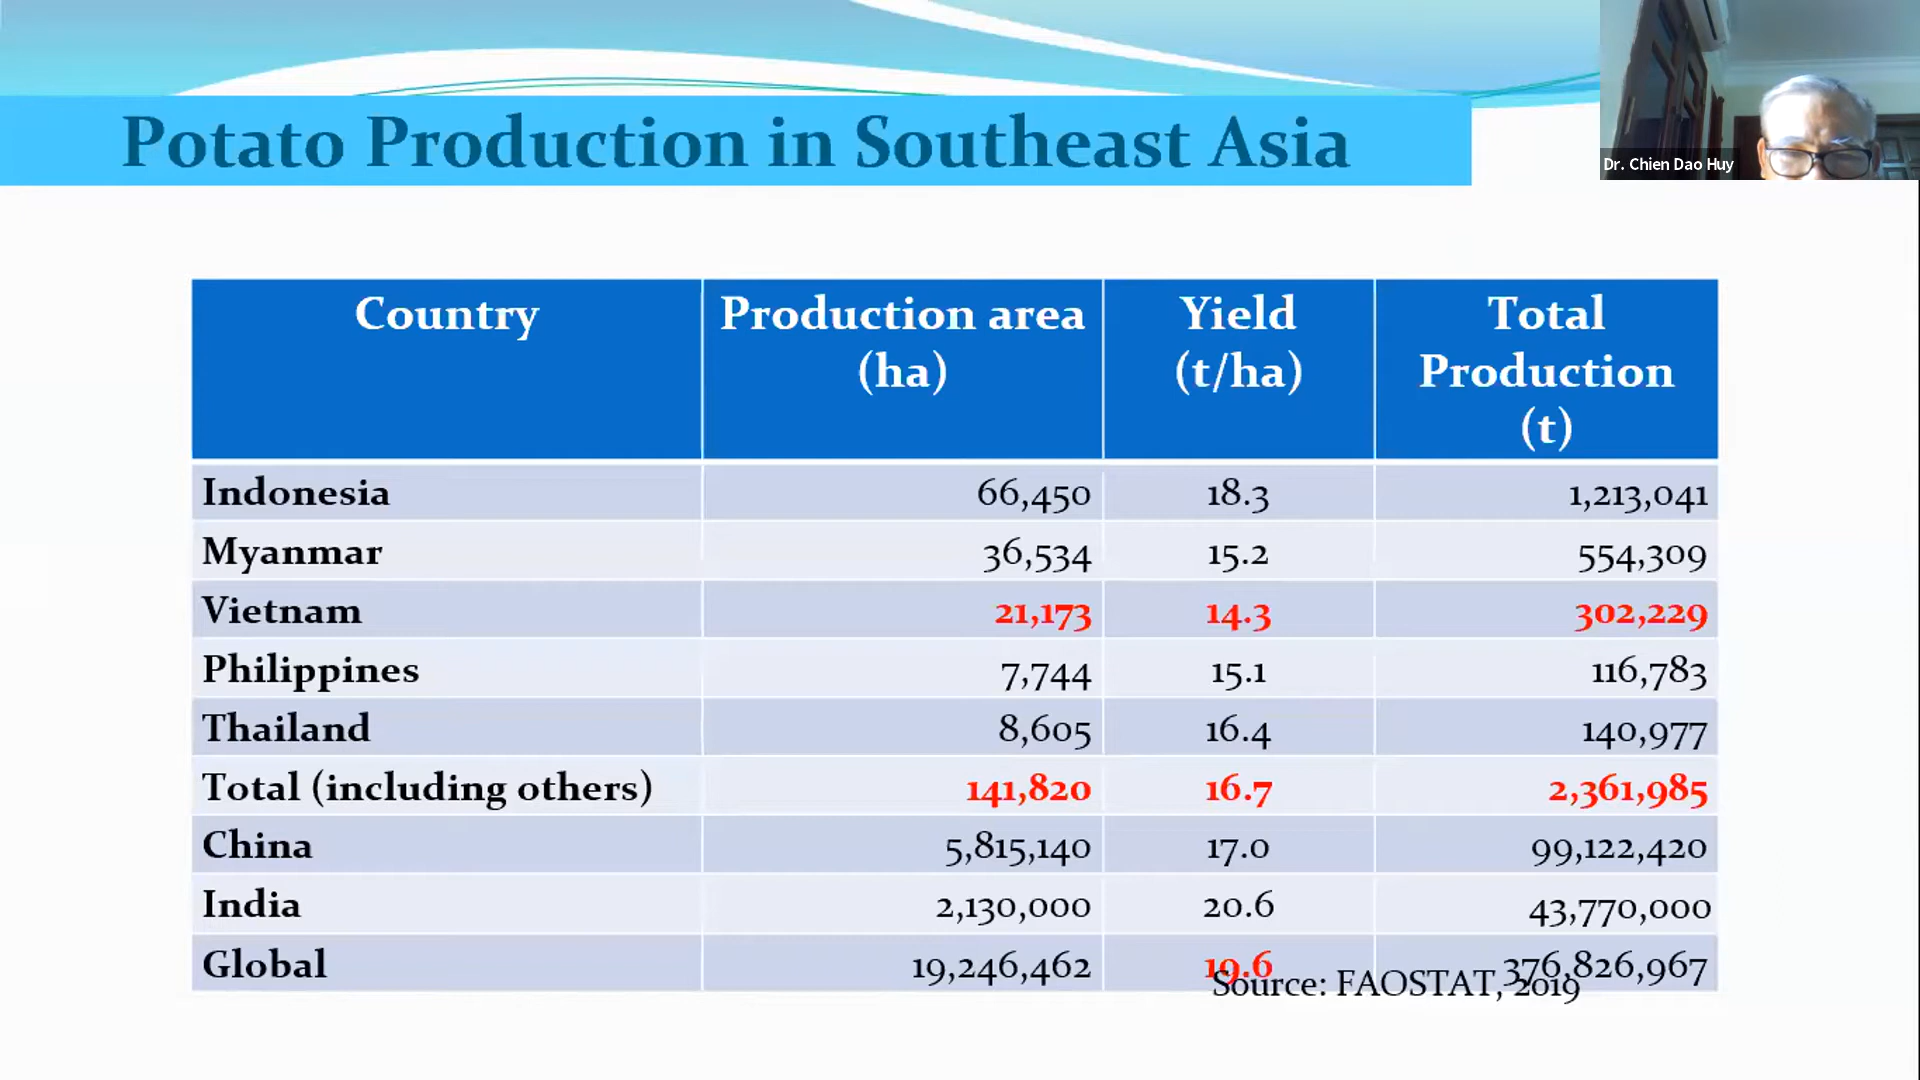 Potato Production in Southeast Asia
Dr. Chien Dao Huy
Country Production area (ha) Yield (t/ha) Total Production (t)
Indonesia 66,450 18.3 1,213,041
Myanmar 36,534 15.2 554,309
Vietnam 21,173 14.3 302,229
Philippines 7,744 15.1 116,783
Thailand 8,605 16.4 140,977
Total (including others) 141,820 16.7 2,361,985
China 5,815,140 17.0 99,122,420
India 2,130,000 20.6 43,770,000
Global 19,246,462 19.6 376,826,967
Source: FAOSTAT, 2019